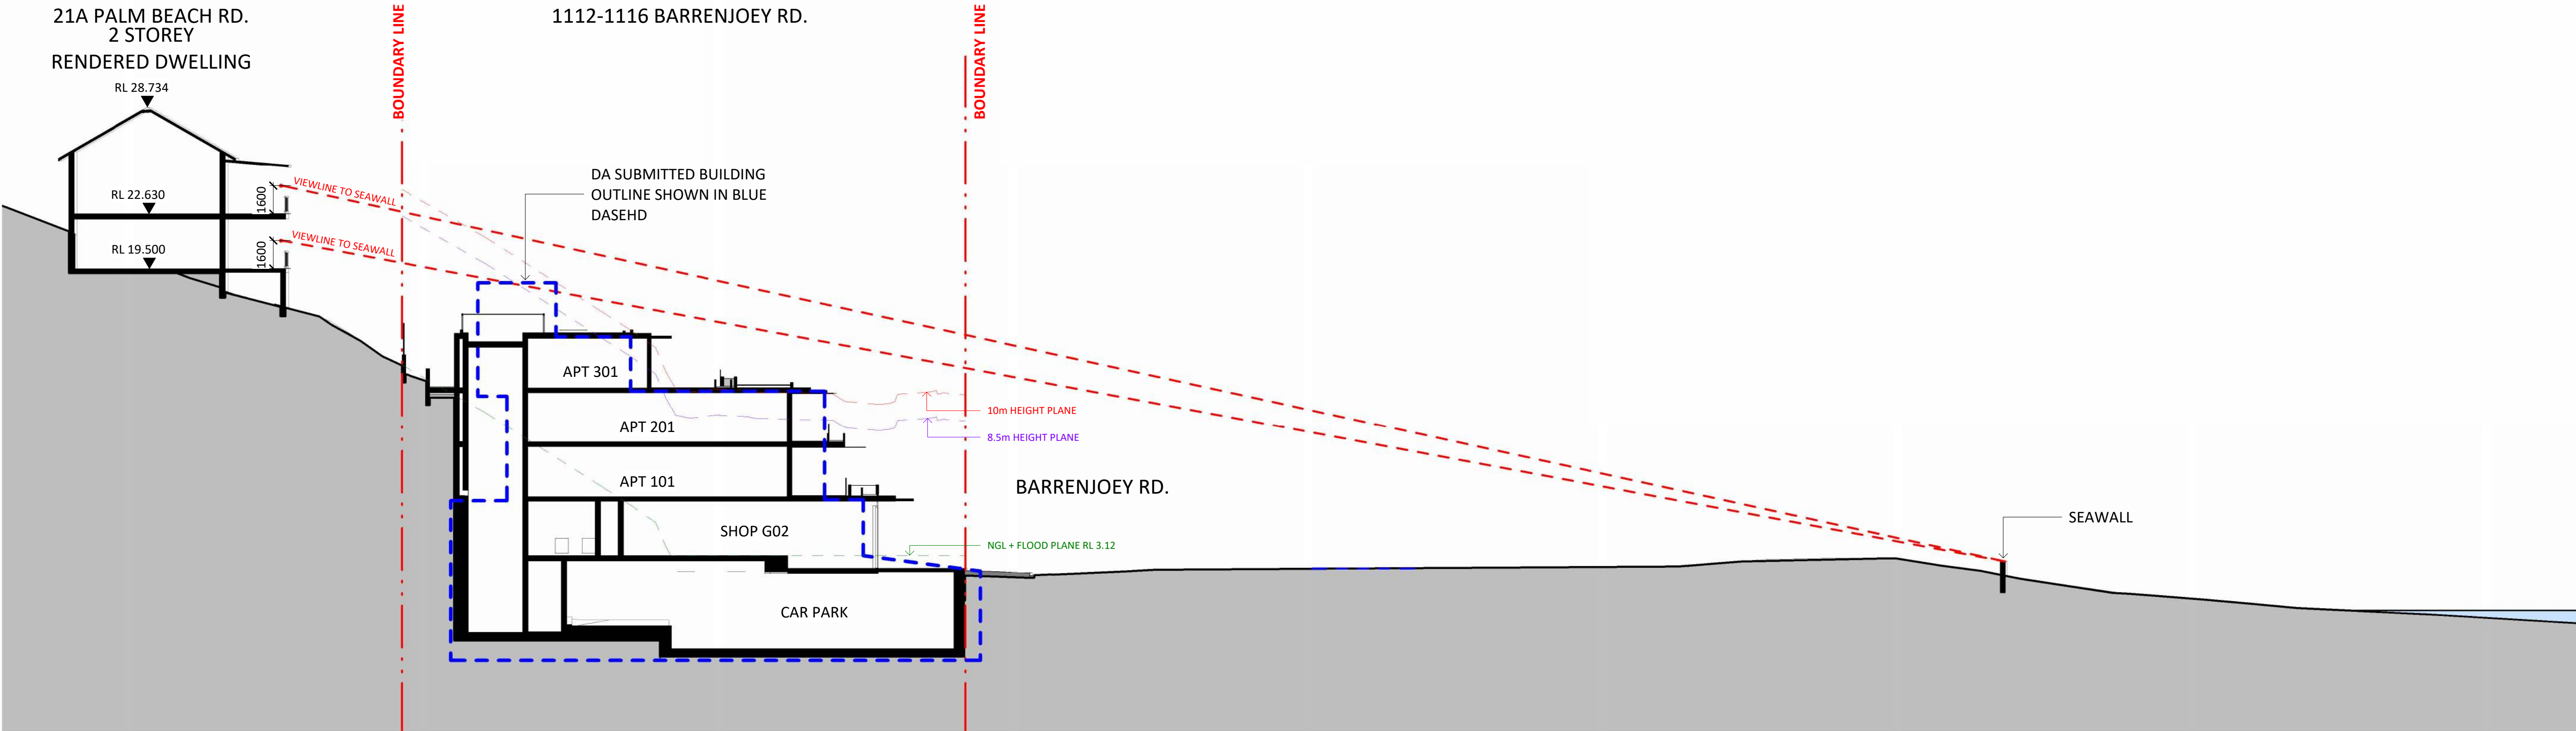 21A PALM BEACH RD.
2 STOREY
RENDERED DWELLING
RL 28.734
RL 22.630
RL 19.500
1600
1600
VIEWLINE TO SEAWALL
VIEWLINE TO SEAWALL
BOUNDARY LINE
1112-1116 BARRENJOEY RD.
BOUNDARY LINE
DA SUBMITTED BUILDING
OUTLINE SHOWN IN BLUE
DASEHD
APT 301
APT 201
APT 101
SHOP G02
CAR PARK
10m HEIGHT PLANE
8.5m HEIGHT PLANE
BARRENJOEY RD.
NGL + FLOOD PLANE RL 3.12
SEAWALL